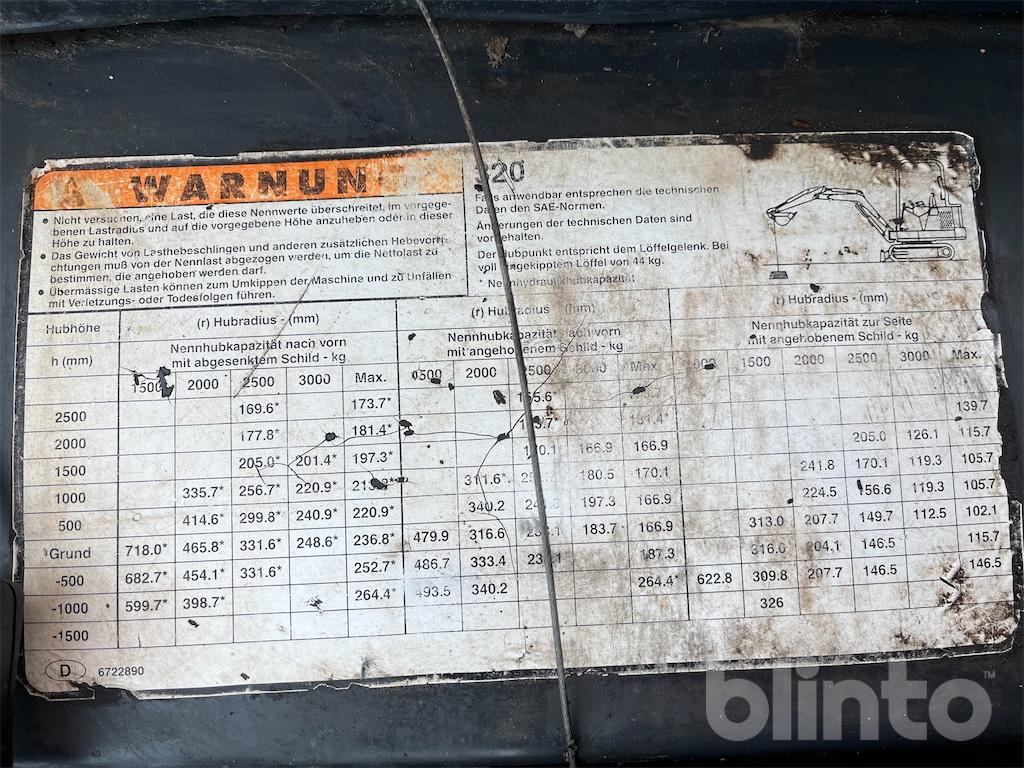 WARNUN
• Nicht versuchen, eine Last, die diese Nennwerte überschreitet, im vorgege-
benen Lastradius und auf die vorgegebene Höhe anzuheben oder in dieser
Höhe zu halten.
• Das Gewicht von Lasthebeschlingen und anderen zusätzlichen Hebevorri
chtungen muß von der Nennlast abgezogen werden, um die Nettolast zu
bestimmen, die angehoben werden darf.
• Übermässige Lasten können zum Umkippen der Maschine und zu Unfällen
mit Verletzungs- oder Todesfolgen führen.
20
anwendbar entsprechen die technischen
Daten den SAE-Normen.
Änderungen der technischen Daten sind
Der Hubpunkt entspricht dem Löffelgelenk. Bei
Löffel von 44 kg.
* Nennhydraulikhubkapazität
Hubhöhe (r) Hubradius - (mm) (r) Hubradius (mm) (r) Hubradius - (mm)
h (mm) Nennhubkapazität nach vorn Nennhubkapazität nach vorn Nennhubkapazität zur Seite
mit abgesenktem Schild - kg mit angehobenem Schild - kg mit angehobenem Schild - kg
1500 2000 2500 3000 Max. 2000 Max. 1500 2000 2500 3000 Max.
2500 169.6* 173.7* 139.7
2000 177.8* 181.4* 205.0 126.1 115.7
1500 205.0* 201.4* 197.3* 166.9 166.9 241.8 170.1 119.3 105.7
1000 335.7* 256.7* 220.9* 311.6* 180.5 170.1 224.5 156.6 119.3 105.7
500 414.6* 299.8* 240.9* 220.9* 340.2 197.3 166.9 313.0 207.7 149.7 112.5 102.1
Grund 718.0* 465.8* 331.6* 248.6* 236.8* 479.9 316.6 183.7 166.9 316.0 204.1 146.5 115.7
-500 682.7* 454.1* 331.6* 252.7* 486.7 333.4 187.3 622.8 309.8 207.7 146.5 146.5
-1000 599.7* 398.7* 264.4* 493.5 340.2 264.4* 326
-1500
D 6722890
blinto™